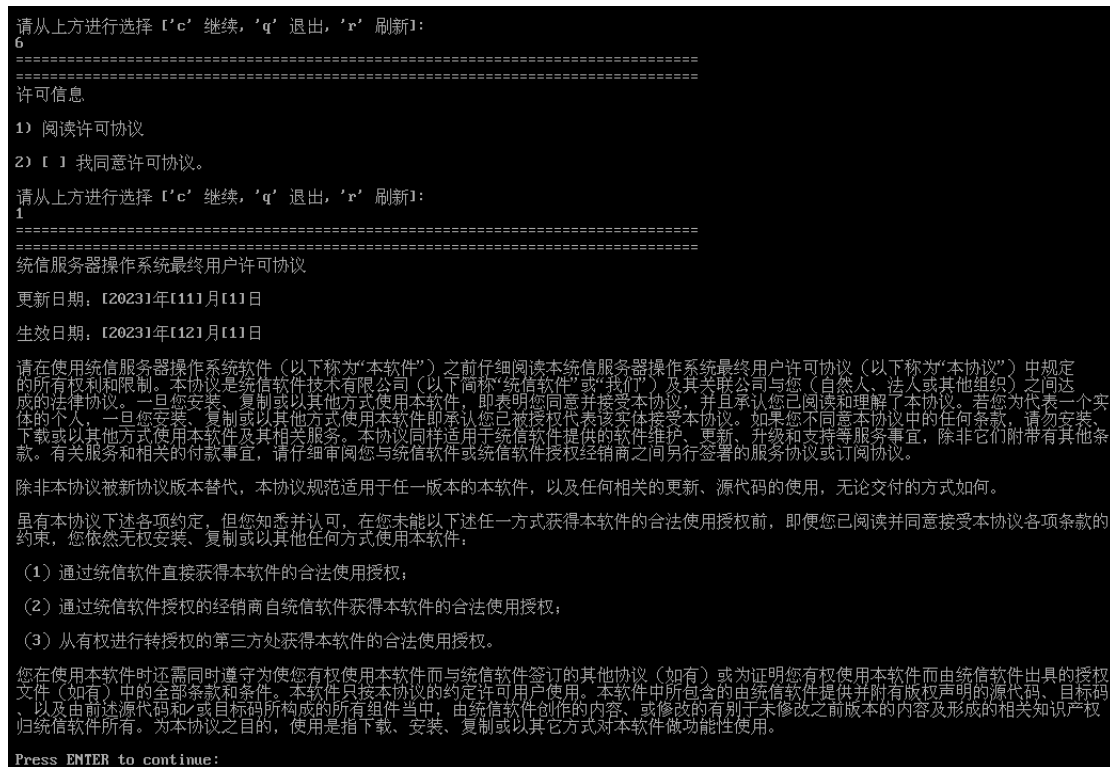 请从上方进行选择 ['c' 继续, 'q' 退出, 'r' 刷新]:
6
================================================================================
================================================================================
许可信息
1) 阅读许可协议
2) [ ] 我同意许可协议。
请从上方进行选择 ['c' 继续, 'q' 退出, 'r' 刷新]:
1
================================================================================
================================================================================
统信服务器操作系统最终用户许可协议
更新日期：[2023]年[11]月[1]日
生效日期：[2023]年[12]月[1]日
请在使用统信服务器操作系统软件（以下称为“本软件”）之前仔细阅读本统信服务器操作系统最终用户许可协议（以下称为“本协议”）中规定
的所有权利和限制。本协议是统信软件技术有限公司（以下简称“统信软件”或“我们”）及其关联公司与您（自然人、法人或其他组织）之间达
成的法律协议。一旦您安装、复制或以其他方式使用本软件，即表明您同意并接受本协议，并且承认您已阅读和理解了本协议。若您为代表一个实
体的个人，一旦您安装、复制或以其他方式使用本软件即承认您已被授权代表该实体接受本协议。如果您不同意本协议中的任何条款，请勿安装、
下载或以其他方式使用本软件及其相关服务。本协议同样适用于统信软件提供的软件维护、更新、升级和支持等服务事宜，除非它们附带有其他条
款。有关服务和相关的付款事宜，请仔细审阅您与统信软件或统信软件授权经销商之间另行签署的服务协议或订阅协议。
除非本协议被新协议版本替代，本协议规范适用于任一版本的本软件，以及任何相关的更新、源代码的使用，无论交付的方式如何。
虽有本协议下述各项约定，但您知悉并认可，在您未能以下述任一方式获得本软件的合法使用授权前，即便您已阅读并同意接受本协议各项条款的
约束，您依然无权安装、复制或以其他任何方式使用本软件：
（1）通过统信软件直接获得本软件的合法使用授权；
（2）通过统信软件授权的经销商自统信软件获得本软件的合法使用授权；
（3）从有权进行转授权的第三方处获得本软件的合法使用授权。
您在使用本软件时还需同时遵守为使您有权使用本软件而与统信软件签订的其他协议（如有）或为证明您有权使用本软件而由统信软件出具的授权
文件（如有）中的全部条款和条件。本软件只按本协议的约定许可用户使用。本软件中所包含的由统信软件提供并附有版权声明的源代码、目标码
、以及由前述源代码和/或目标码所构成的所有组件当中，由统信软件创作的内容、或修改的有别于未修改之前版本的内容及形成的相关知识产权
归统信软件所有。为本协议之目的，使用是指下载、安装、复制或以其它方式对本软件做功能性使用。
Press ENTER to continue: